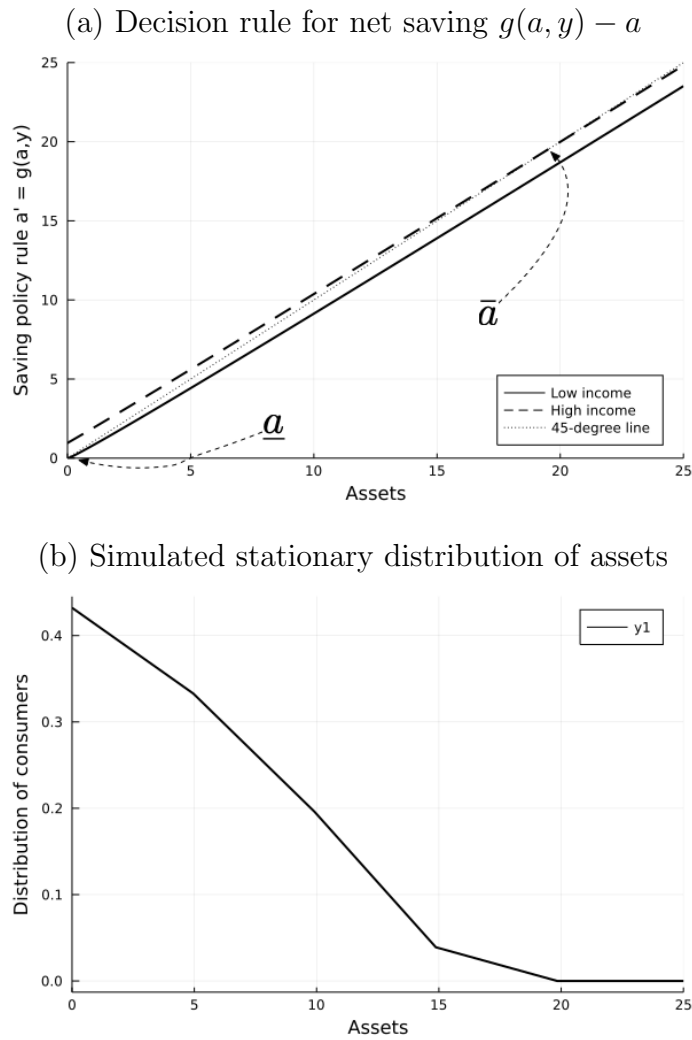 (a) Decision rule for net saving g(a, y) − a
Saving policy rule a' = g(a,y)
25
20
15
10
5
0
a̅
a̲
Low income
High income
45-degree line
0 5 10 15 20 25
Assets
(b) Simulated stationary distribution of assets
Distribution of consumers
0.4
0.3
0.2
0.1
0.0
y1
0 5 10 15 20 25
Assets